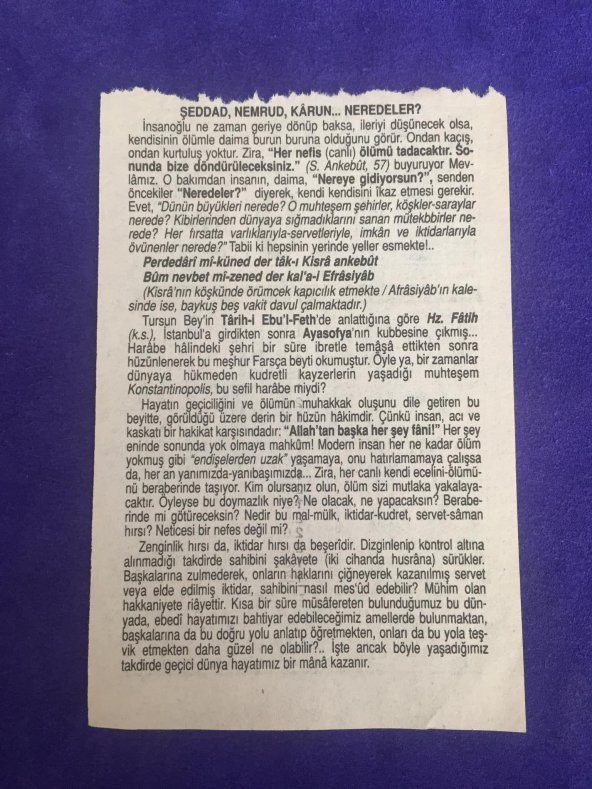 ŞEDDAD, NEMRUD, KÂRUN... NEREDELER?
İnsanoğlu ne zaman geriye dönüp baksa, ileriyi düşünecek olsa,
kendisinin ölümle daima burun buruna olduğunu görür. Ondan kaçış,
ondan kurtuluş yoktur. Zira, "Her nefis (canlı) ölümü tadacaktır. So-
nunda bize döndürüleceksiniz." (S. Ankebût, 57) buyuruyor Mev-
lâmız. O bakımdan insanın, daima, "Nereye gidiyorsun?", senden
öncekiler "Neredeler?" diyerek, kendi kendisini îkaz etmesi gerekir.
Evet, "Dünün büyükleri nerede? O muhteşem şehirler, köşkler-saraylar
nerede? Kibirlerinden dünyaya sığmadıklarını sanan mütekbbirler ne-
rede? Her fırsatta varlıklarıyla-servetleriyle, imkân ve iktidarlarıyla
övünenler nerede?" Tabii ki hepsinin yerinde yeller esmekte!..
Perdedârî mî-küned der tâk-ı Kisrâ ankebût
Bûm nevbet mî-zened der kal'a-i Efrâsiyâb
(Kisrâ'nın köşkünde örümcek kapıcılık etmekte / Afrâsiyâb'ın kale-
sinde ise, baykuş beş vakit davul çalmaktadır.)
Tursun Bey'in Târih-i Ebu'l-Feth'de anlattığına göre Hz. Fâtih
(k.s.), İstanbul'a girdikten sonra Ayasofya'nın kubbesine çıkmış...
Harâbe hâlindeki şehri bir süre ibretle temâşâ ettikten sonra
hüzünlenerek bu meşhur Farsça beyti okumuştur. Öyle ya, bir zamanlar
dünyaya hükmeden kudretli kayzerlerin yaşadığı muhteşem
Konstantinopolis, bu sefil harâbe miydi?
Hayatın geçiciliğini ve ölümün muhakkak oluşunu dile getiren bu
beyitte, görüldüğü üzere derin bir hüzün hâkimdir. Çünkü insan, acı ve
kaskatı bir hakikat karşısındadır: "Allah'tan başka her şey fâni!" Her şey
eninde sonunda yok olmaya mahkûm! Modern insan her ne kadar ölüm
yokmuş gibi "endişelerden uzak" yaşamaya, onu hatırlamamaya çalışsa
da, her an yanımızda-yanıbaşımızda... Zira, her canlı kendi ecelini-ölümü-
nü beraberinde taşıyor. Kim olursanız olun, ölüm sizi mutlaka yakalaya-
caktır. Öyleyse bu doymazlık niye? Ne olacak, ne yapacaksın? Berabe-
rinde mi götüreceksin? Nedir bu mal-mülk, iktidar-kudret, servet-sâman
hırsı? Neticesi bir nefes değil mi?
Zenginlik hırsı da, iktidar hırsı da beşerîdir. Dizginlenip kontrol altına
alınmadığı takdirde sahibini şakâyete (iki cihanda husrâna) sürükler.
Başkalarına zulmederek, onların haklarını çiğneyerek kazanılmış servet
veya elde edilmiş iktidar, sahibini nasıl mes'ûd edebilir? Mühim olan
hakkaniyete riâyettir. Kısa bir süre müsâfereten bulunduğumuz bu dün-
yada, ebedî hayatımızı bahtiyar edebileceğimiz amellerde bulunmaktan,
başkalarına da bu doğru yolu anlatıp öğretmekten, onları da bu yola teş-
vik etmekten daha güzel ne olabilir?.. İşte ancak böyle yaşadığımız
takdirde geçici dünya hayatımız bir mânâ kazanır.